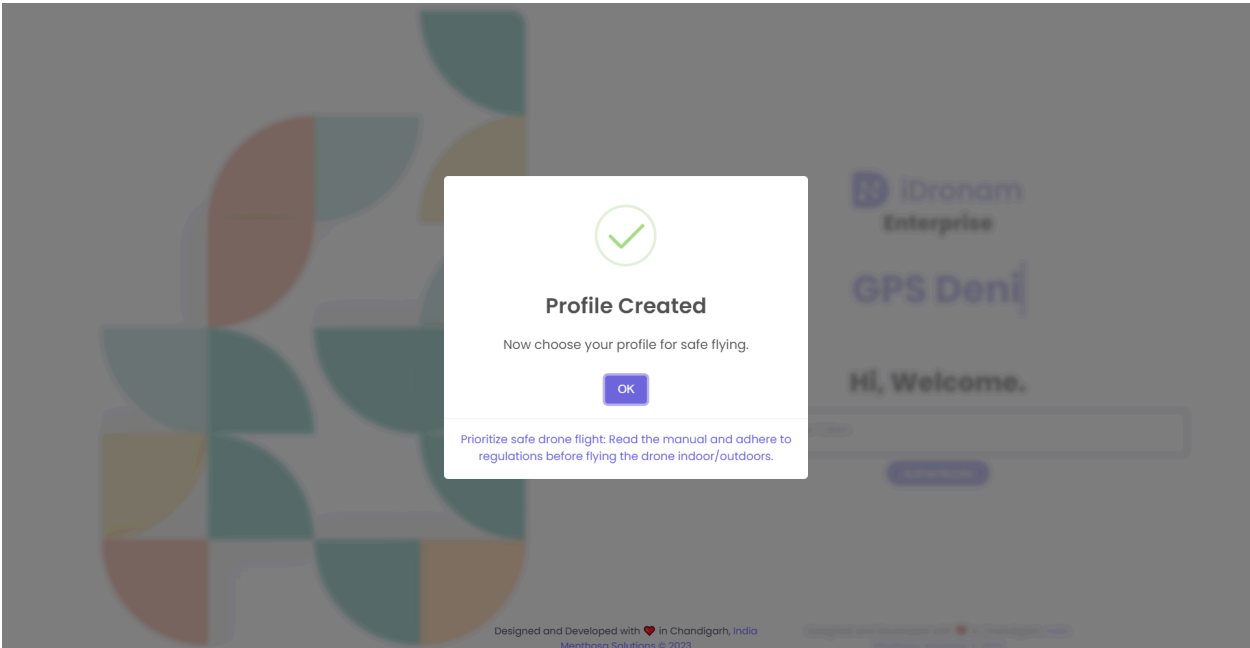 iDronam
Enterprise
GPS Deni
Profile Created
Now choose your profile for safe flying.
OK
Hi, Welcome.
Prioritize safe drone flight: Read the manual and adhere to
regulations before flying the drone indoor/outdoors.
Designed and Developed with ❤️ in Chandigarh, India
Menthosa Solutions © 2023